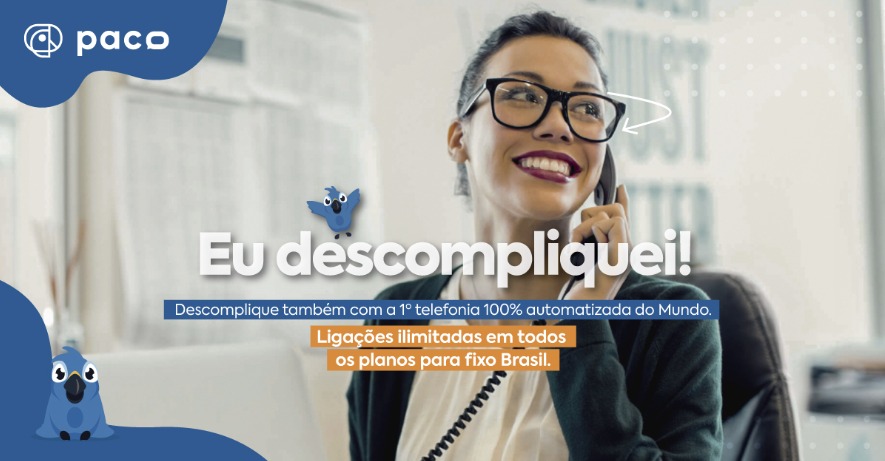 paco
Eu descompliquei!
Descomplique também com a 1º telefonia 100% automatizada do Mundo.
Ligações ilimitadas em todos
os planos para fixo Brasil.